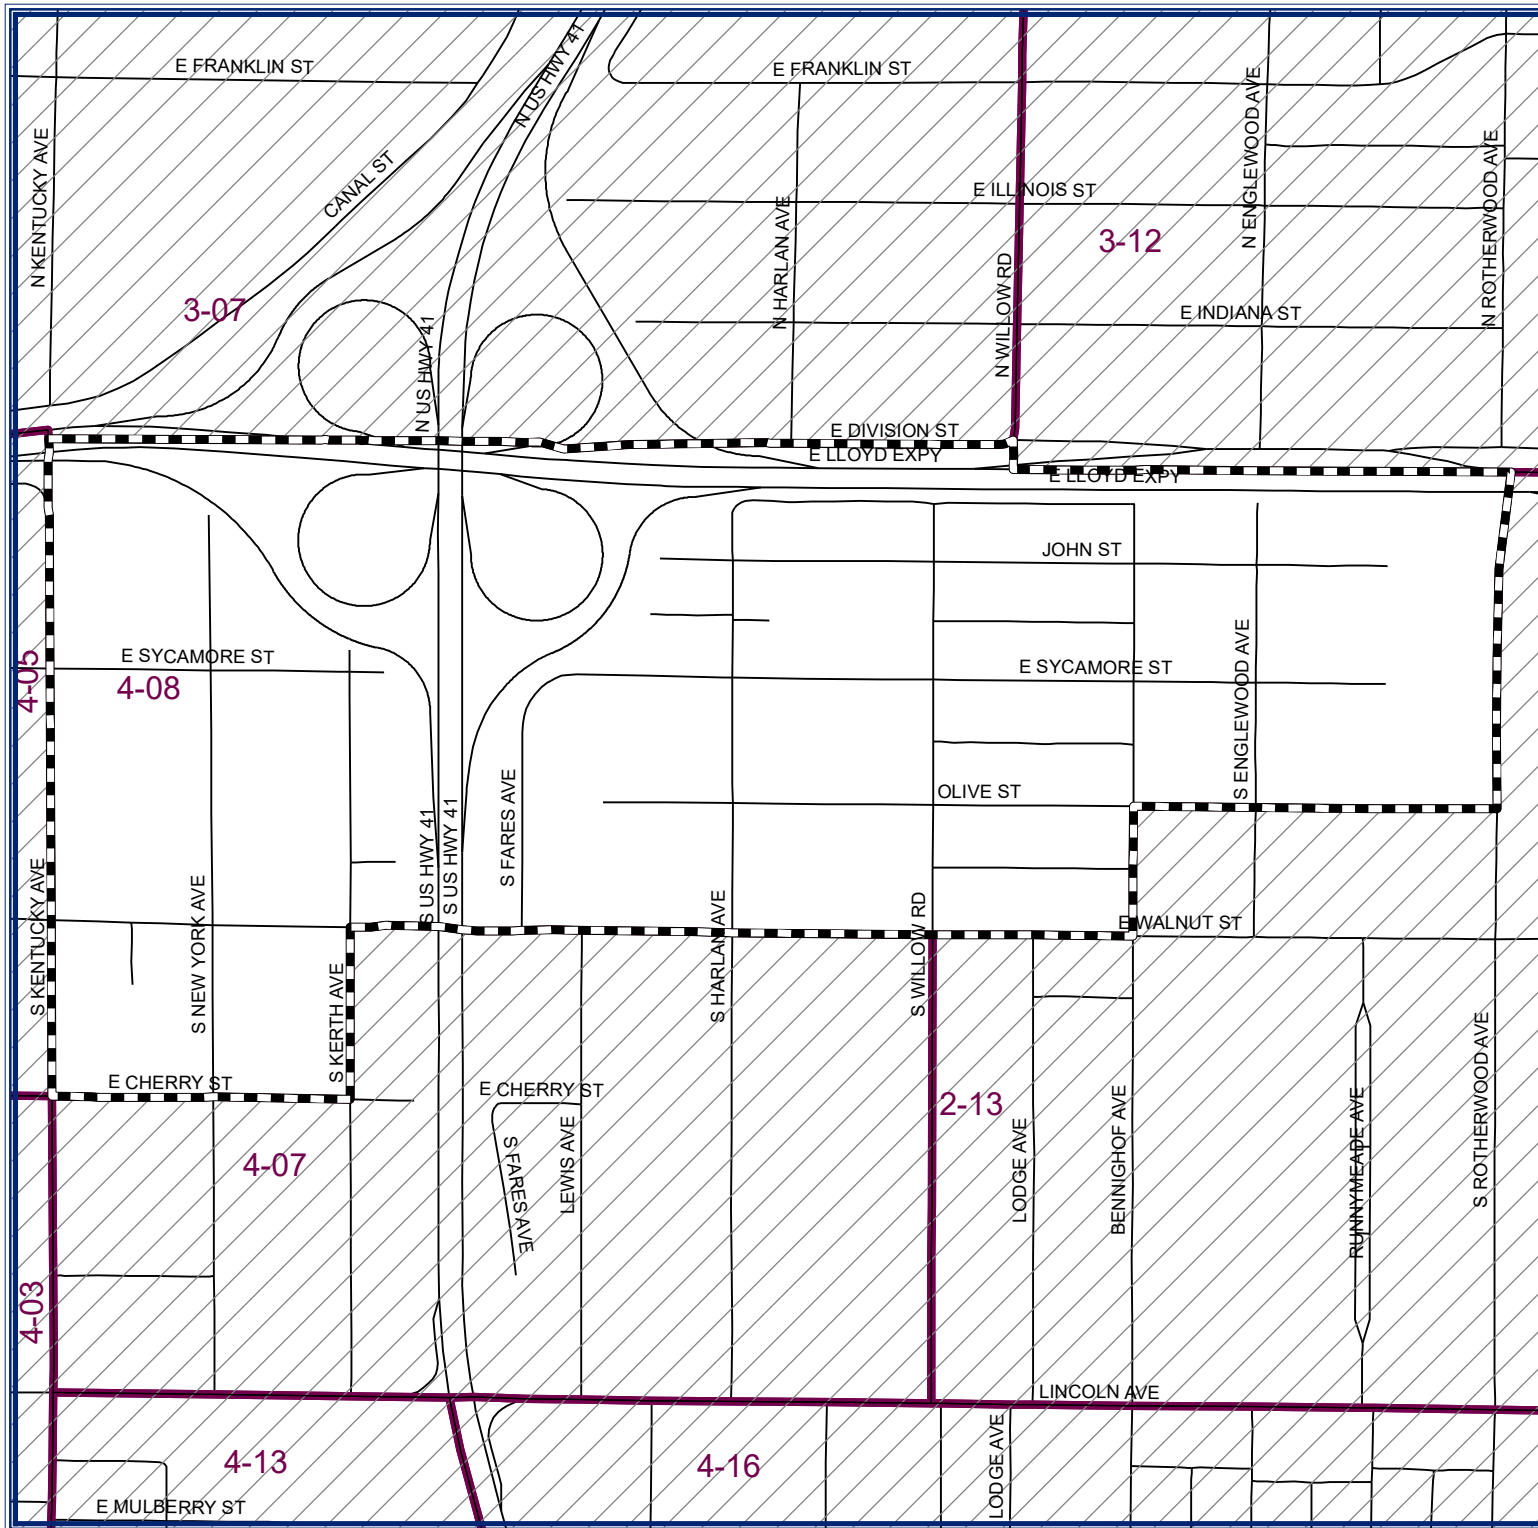 E FRANKLIN ST
E FRANKLIN ST
N US HWY 41
N KENTUCKY AVE
CANAL ST
N ENGLEWOOD AVE
N ROTHERWOOD AVE
E ILLINOIS ST
N HARLAN AVE
3-12
N WILLOW RD
3-07
E INDIANA ST
N US HWY 41
E DIVISION ST
E LLOYD EXPY
E LLOYD EXPY
JOHN ST
4-05
E SYCAMORE ST
4-08
E SYCAMORE ST
S ENGLEWOOD AVE
OLIVE ST
S FARES AVE
S US HWY 41
S US HWY 41
S KENTUCKY AVE
S NEW YORK AVE
S HARLAN AVE
S WILLOW RD
E WALNUT ST
S KERTH AVE
E CHERRY ST
E CHERRY ST
2-13
S ROTHERWOOD AVE
4-07
S FARES AVE
LEWIS AVE
LODGE AVE
BENNIGHOF AVE
RUNNYMEADE AVE
4-03
LINCOLN AVE
4-13
4-16
LODGE AVE
E MULBERRY ST